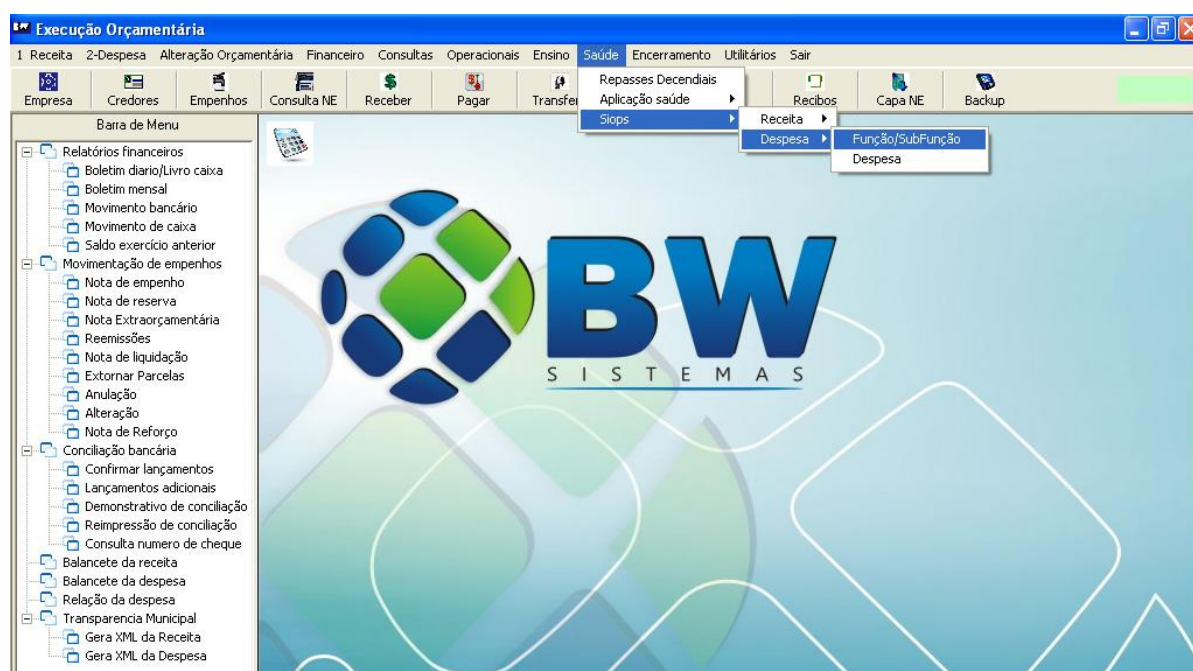 BW Execução Orçamentária
1 Receita 2-Despesa Alteração Orçamentária Financeiro Consultas Operacionais Ensino Saúde Encerramento Utilitários Sair
Empresa Credores Empenhos Consulta NE Receber Pagar Transfe Recibos Capa NE Backup
Repasses Decendiais
Aplicação saúde
Siops
Receita
Despesa
Função/SubFunção
Despesa
Barra de Menu
Relatórios financeiros
Boletim diario/Livro caixa
Boletim mensal
Movimento bancário
Movimento de caixa
Saldo exercício anterior
Movimentação de empenhos
Nota de empenho
Nota de reserva
Nota Extraorçamentária
Reemissões
Nota de liquidação
Extornar Parcelas
Anulação
Alteração
Nota de Reforço
Conciliação bancária
Confirmar lançamentos
Lançamentos adicionais
Demonstrativo de conciliação
Reimpressão de conciliação
Consulta numero de cheque
Balancete da receita
Balancete da despesa
Relação da despesa
Transparencia Municipal
Gera XML da Receita
Gera XML da Despesa
BW
SISTEMAS